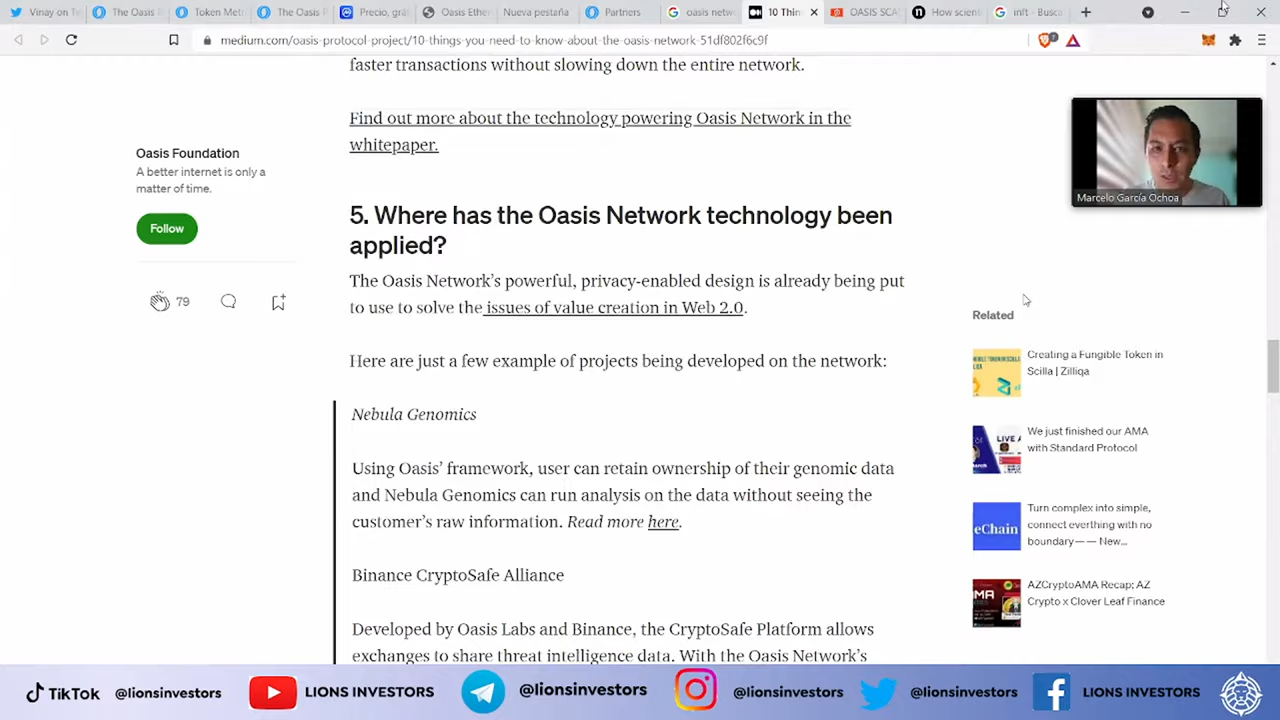 Vinay on T
The Oasis B
Token Metr
The Oasis P
Precio, gráf
Oasis Ether
Nueva pestaña
Partners
oasis netwo
10 Thin
OASIS SCA
How scient
inft - Busca
medium.com/oasis-protocol-project/10-things-you-need-to-know-about-the-oasis-network-51df802f6c9f
faster transactions without slowing down the entire network.
Find out more about the technology powering Oasis Network in the
whitepaper.
Oasis Foundation
A better internet is only a
matter of time.
Follow
79
5. Where has the Oasis Network technology been
applied?
The Oasis Network's powerful, privacy-enabled design is already being put
to use to solve the issues of value creation in Web 2.0.
Here are just a few example of projects being developed on the network:
Nebula Genomics
Using Oasis' framework, user can retain ownership of their genomic data
and Nebula Genomics can run analysis on the data without seeing the
customer's raw information. Read more here.
Binance CryptoSafe Alliance
Developed by Oasis Labs and Binance, the CryptoSafe Platform allows
exchanges to share threat intelligence data. With the Oasis Network's
Marcelo García Ochoa
Related
Creating a Fungible Token in
Scilla | Zilliqa
We just finished our AMA
with Standard Protocol
Turn complex into simple,
connect everthing with no
boundary—— New...
eChain
AZCryptoAMA Recap; AZ
Crypto x Clover Leaf Finance
TikTok @lionsinvestors
LIONS INVESTORS
@lionsinvestors
@lionsinvestors
@lionsinvestors
LIONS INVESTORS